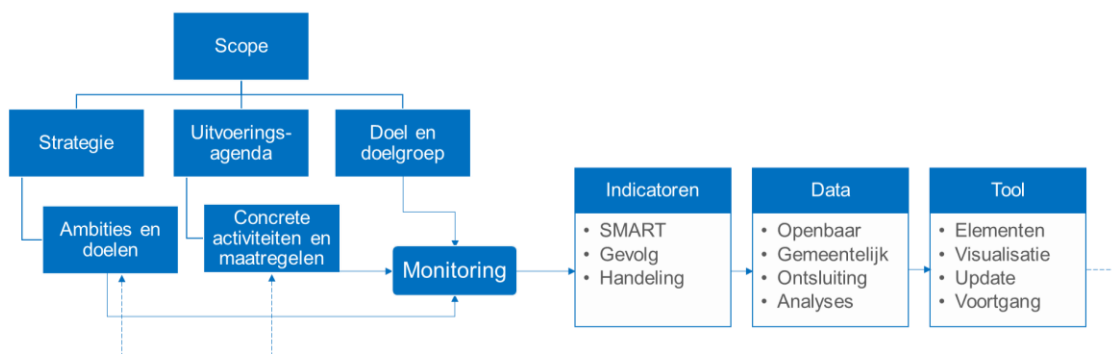 Scope
Strategie
Uitvoerings-
agenda
Doel en
doelgroep
Ambities en
doelen
Concrete
activiteiten en
maatregelen
Monitoring
Indicatoren
• SMART
• Gevolg
• Handeling
Data
• Openbaar
• Gemeentelijk
• Ontsluiting
• Analyses
Tool
• Elementen
• Visualisatie
• Update
• Voortgang